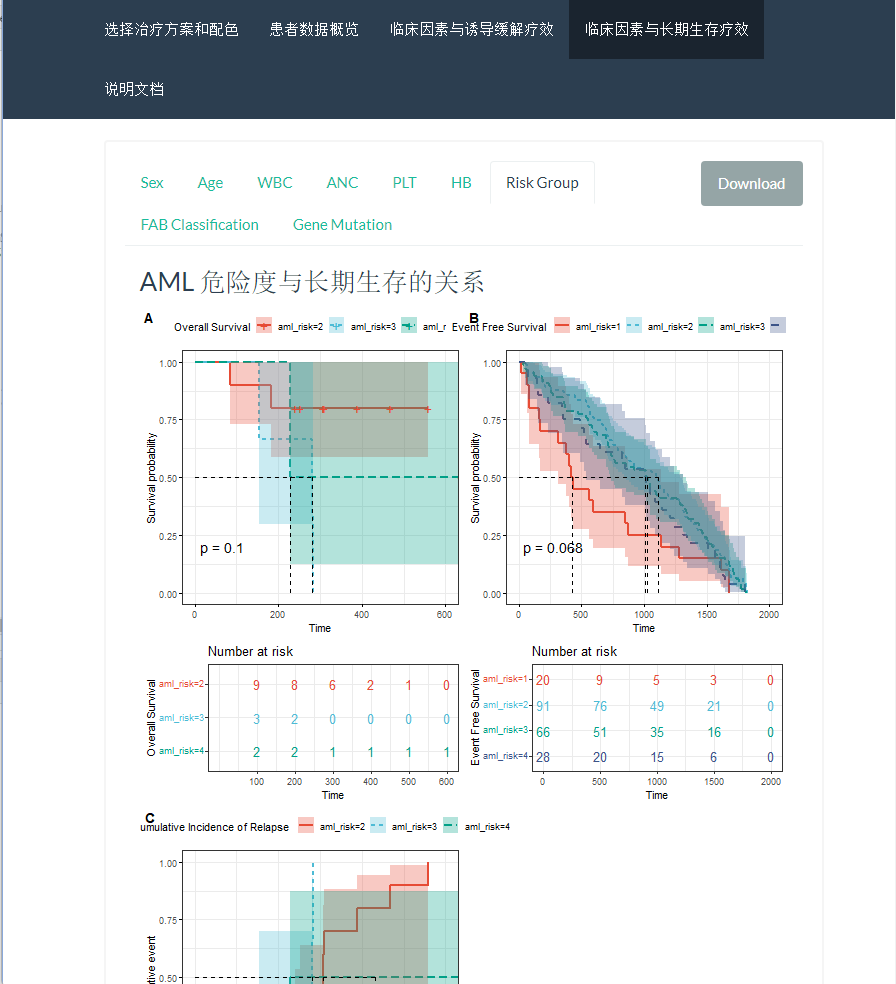 选择治疗方案和配色 患者数据概览 临床因素与诱导缓解疗效 临床因素与长期生存疗效
说明文档
Sex Age WBC ANC PLT HB Risk Group Download
FAB Classification Gene Mutation
AML 危险度与长期生存的关系
A
Overall Survival aml_risk=2 aml_risk=3 aml_r
Survival probability
1.00
0.75
0.50
0.25
0.00
p = 0.1
0 200 400 600
Time
B
Event Free Survival aml_risk=1 aml_risk=2 aml_risk=3
Survival probability
1.00
0.75
0.50
0.25
0.00
p = 0.068
0 500 1000 1500 2000
Time
Number at risk
Overall Survival
aml_risk=2 9 8 6 2 1 0
aml_risk=3 3 2 0 0 0 0
aml_risk=4 2 2 1 1 1 1
100 200 300 400 500 600
Time
Number at risk
Event Free Survival
aml_risk=1 20 9 5 3 0
aml_risk=2 91 76 49 21 0
aml_risk=3 66 51 35 16 0
aml_risk=4 28 20 15 6 0
0 500 1000 1500 2000
Time
C
umulative Incidence of Relapse aml_risk=2 aml_risk=3 aml_risk=4
tive event
1.00
0.75
0.50